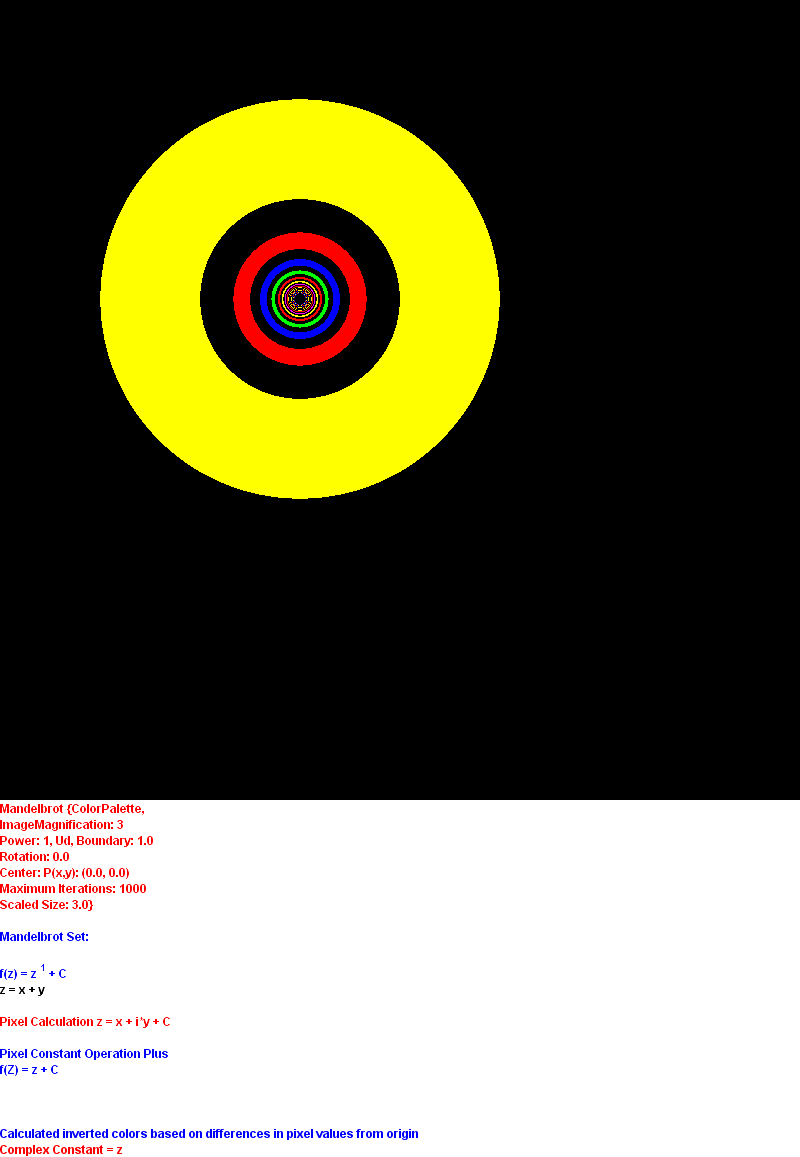 Mandelbrot {ColorPalette,
ImageMagnification: 3
Power: 1, Ud, Boundary: 1.0
Rotation: 0.0
Center: P(x,y): (0.0, 0.0)
Maximum Iterations: 1000
Scaled Size: 3.0}
Mandelbrot Set:
f(z) = z ¹ + C
z = x + y
Pixel Calculation z = x + i*y + C
Pixel Constant Operation Plus
f(Z) = z + C
Calculated inverted colors based on differences in pixel values from origin
Complex Constant = z